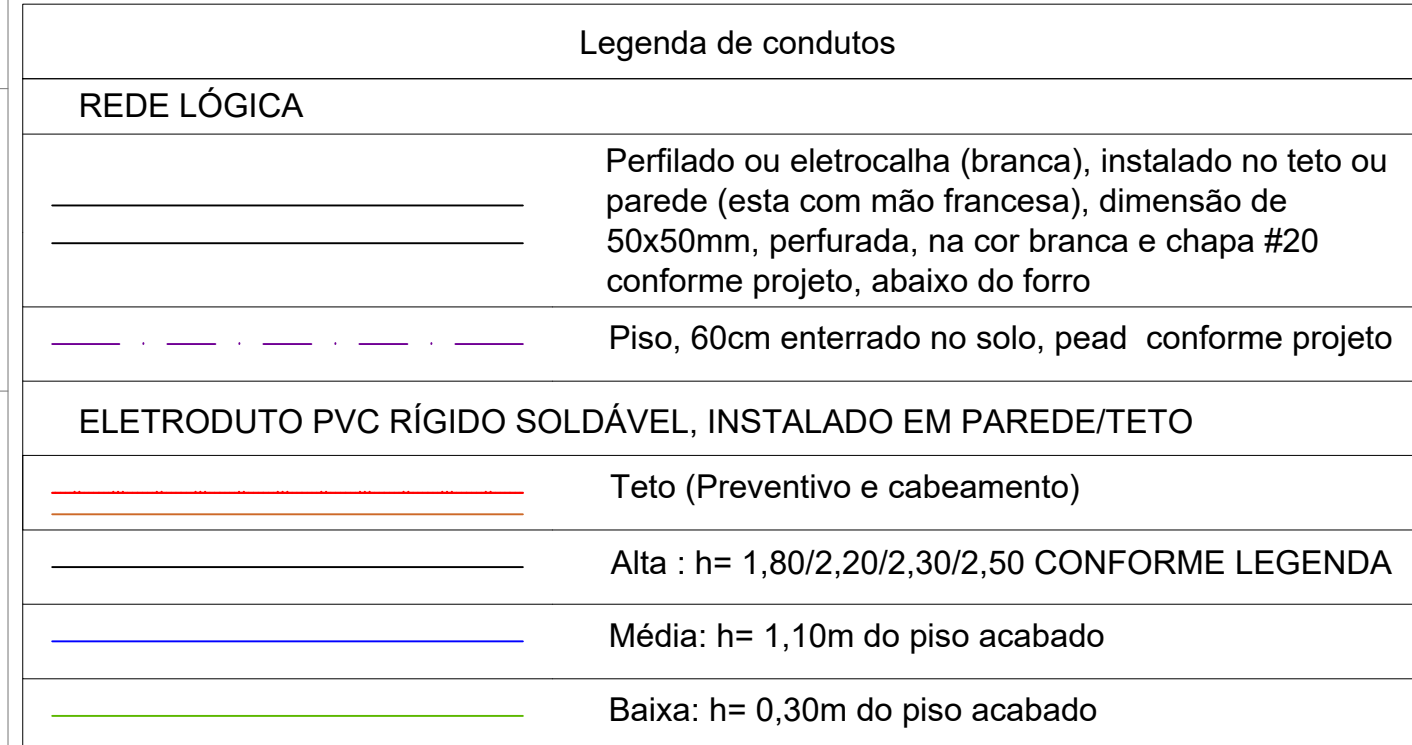 Legenda de condutos
REDE LÓGICA
Perfilado ou eletrocalha (branca), instalado no teto ou
parede (esta com mão francesa), dimensão de
50x50mm, perfurada, na cor branca e chapa #20
conforme projeto, abaixo do forro
Piso, 60cm enterrado no solo, pead  conforme projeto
ELETRODUTO PVC RÍGIDO SOLDÁVEL, INSTALADO EM PAREDE/TETO
Teto (Preventivo e cabeamento)
Alta : h= 1,80/2,20/2,30/2,50 CONFORME LEGENDA
Média: h= 1,10m do piso acabado
Baixa: h= 0,30m do piso acabado